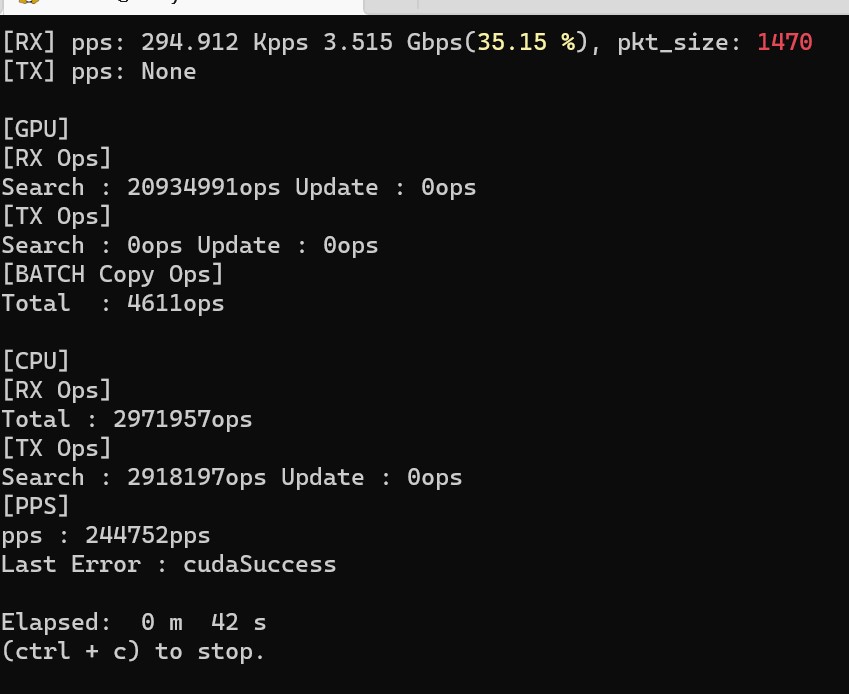 [RX] pps: 294.912 Kpps 3.515 Gbps(35.15 %), pkt_size: 1470
[TX] pps: None
[GPU]
[RX Ops]
Search : 20934991ops Update : 0ops
[TX Ops]
Search : 0ops Update : 0ops
[BATCH Copy Ops]
Total  : 4611ops
[CPU]
[RX Ops]
Total : 2971957ops
[TX Ops]
Search : 2918197ops Update : 0ops
[PPS]
pps : 244752pps
Last Error : cudaSuccess
Elapsed:  0 m  42 s
(ctrl + c) to stop.